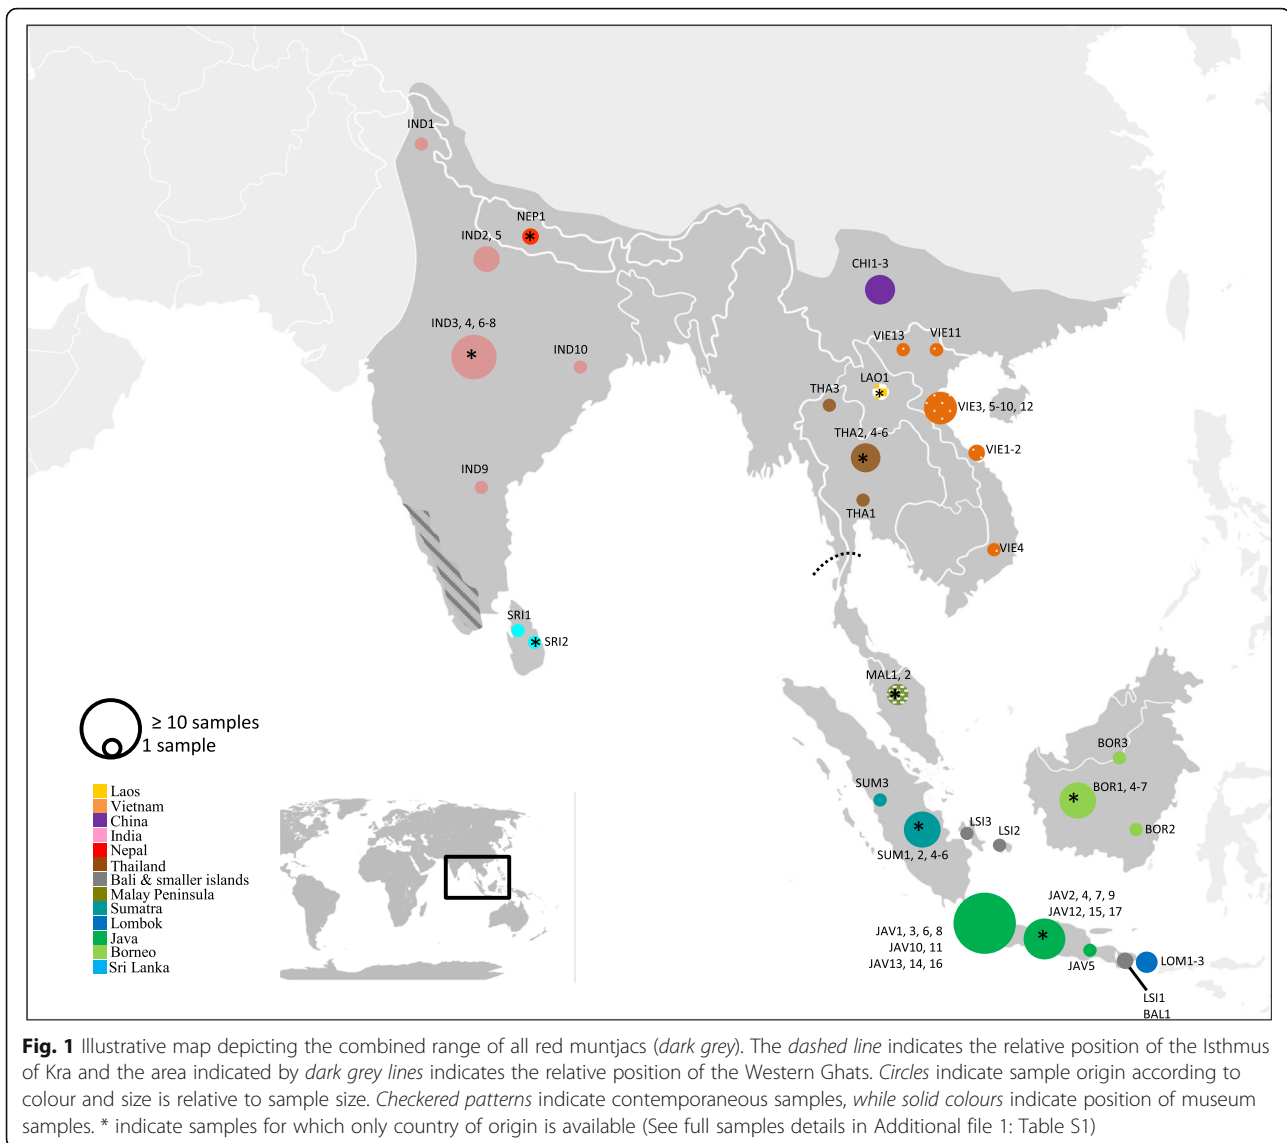 IND1
NEP1
IND2, 5
CHI1-3
IND3, 4, 6-8
VIE13
VIE11
IND10
LAO1
THA3
VIE3, 5-10, 12
THA2, 4-6
VIE1-2
IND9
THA1
VIE4
SRI1
SRI2
MAL1, 2
≥ 10 samples
1 sample
BOR3
SUM3
BOR1, 4-7
LSI3
LSI2
BOR2
SUM1, 2, 4-6
Laos
Vietnam
China
India
Nepal
Thailand
Bali & smaller islands
Malay Peninsula
Sumatra
Lombok
Java
Borneo
Sri Lanka
JAV2, 4, 7, 9
JAV12, 15, 17
JAV1, 3, 6, 8
JAV10, 11
JAV13, 14, 16
JAV5
LOM1-3
LSI1
BAL1
Fig. 1 Illustrative map depicting the combined range of all red muntjacs (dark grey). The dashed line indicates the relative position of the Isthmus
of Kra and the area indicated by dark grey lines indicates the relative position of the Western Ghats. Circles indicate sample origin according to
colour and size is relative to sample size. Checkered patterns indicate contemporaneous samples, while solid colours indicate position of museum
samples. * indicate samples for which only country of origin is available (See full samples details in Additional file 1: Table S1)